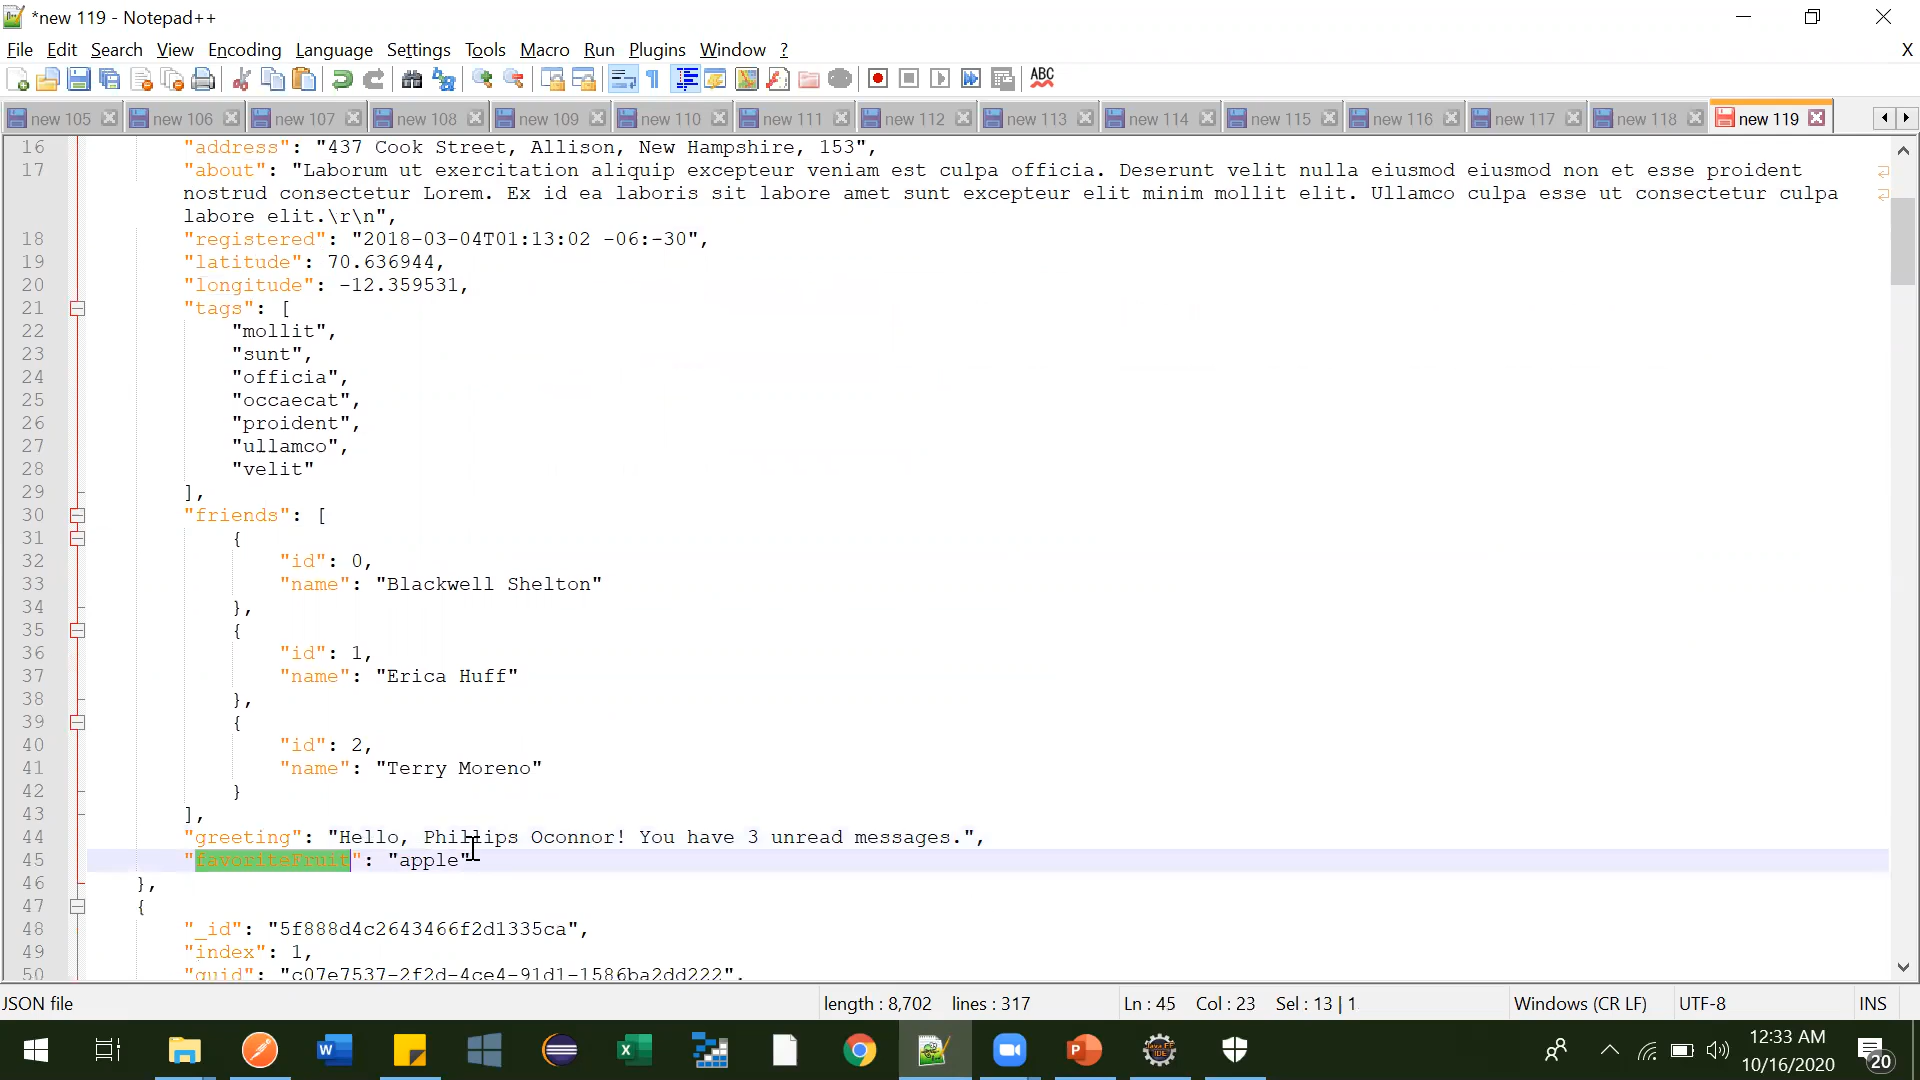 *new 119 - Notepad++
File Edit Search View Encoding Language Settings Tools Macro Run Plugins Window ? X
ABC
new 105 new 106 new 107 new 108 new 109 new 110 new 111 new 112 new 113 new 114 new 115 new 116 new 117 new 118 new 119
16 "address": "437 Cook Street, Allison, New Hampshire, 153",
17 "about": "Laborum ut exercitation aliquip excepteur veniam est culpa officia. Deserunt velit nulla eiusmod eiusmod non et esse proident
nostrud consectetur Lorem. Ex id ea laboris sit labore amet sunt excepteur elit minim mollit elit. Ullamco culpa esse ut consectetur culpa
labore elit.\r\n",
18 "registered": "2018-03-04T01:13:02 -06:-30",
19 "latitude": 70.636944,
20 "longitude": -12.359531,
21 "tags": [
22 "mollit",
23 "sunt",
24 "officia",
25 "occaecat",
26 "proident",
27 "ullamco",
28 "velit"
29 ],
30 "friends": [
31 {
32 "id": 0,
33 "name": "Blackwell Shelton"
34 },
35 {
36 "id": 1,
37 "name": "Erica Huff"
38 },
39 {
40 "id": 2,
41 "name": "Terry Moreno"
42 }
43 ],
44 "greeting": "Hello, Phillips Oconnor! You have 3 unread messages.",
45 "favoriteFruit": "apple"
46 },
47 {
48 "_id": "5f888d4c2643466f2d1335ca",
49 "index": 1,
50 "guid": "c07e7537-2f2d-4ce4-91d1-1586ba2dd222",
JSON file length : 8,702 lines : 317 Ln : 45 Col : 23 Sel : 13 | 1 Windows (CR LF) UTF-8 INS
12:33 AM
10/16/2020
20